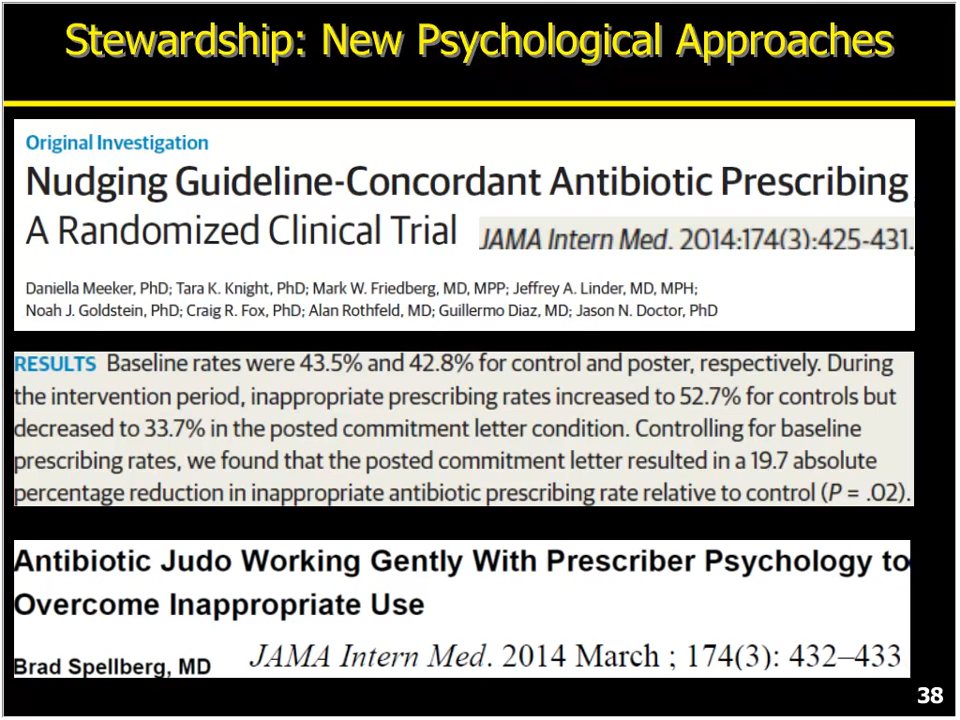 Stewardship: New Psychological Approaches
Original Investigation
Nudging Guideline-Concordant Antibiotic Prescribing
A Randomized Clinical Trial JAMA Intern Med. 2014;174(3):425-431.
Daniella Meeker, PhD; Tara K. Knight, PhD; Mark W. Friedberg, MD, MPP; Jeffrey A. Linder, MD, MPH;
Noah J. Goldstein, PhD; Craig R. Fox, PhD; Alan Rothfeld, MD; Guillermo Diaz, MD; Jason N. Doctor, PhD
RESULTS Baseline rates were 43.5% and 42.8% for control and poster, respectively. During
the intervention period, inappropriate prescribing rates increased to 52.7% for controls but
decreased to 33.7% in the posted commitment letter condition. Controlling for baseline
prescribing rates, we found that the posted commitment letter resulted in a 19.7 absolute
percentage reduction in inappropriate antibiotic prescribing rate relative to control (P = .02).
Antibiotic Judo Working Gently With Prescriber Psychology to
Overcome Inappropriate Use
Brad Spellberg, MD JAMA Intern Med. 2014 March ; 174(3): 432–433
38